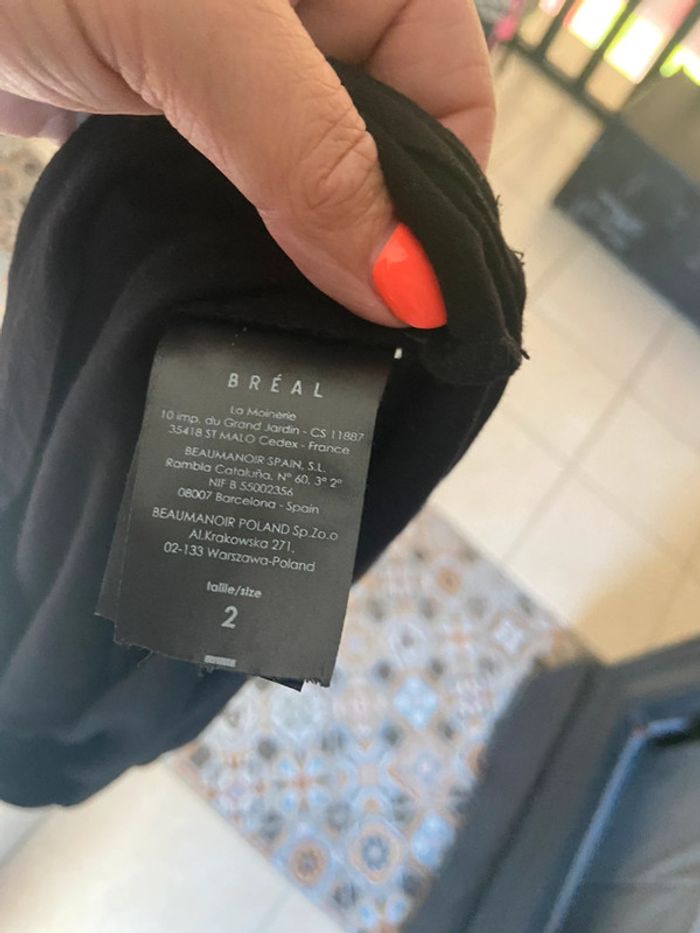 BRÉAL
La Moinerie
10 imp. du Grand Jardin - CS 11887
35418 ST MALO Cedex - France
BEAUMANOIR SPAIN, S.L.
Rambla Cataluña, Nº 60, 3º 2º
NIF B 55002356
08007 Barcelona - Spain
BEAUMANOIR POLAND Sp.Zo.o
Al.Krakowska 271,
02-133 Warszawa-Poland
taille/size
2